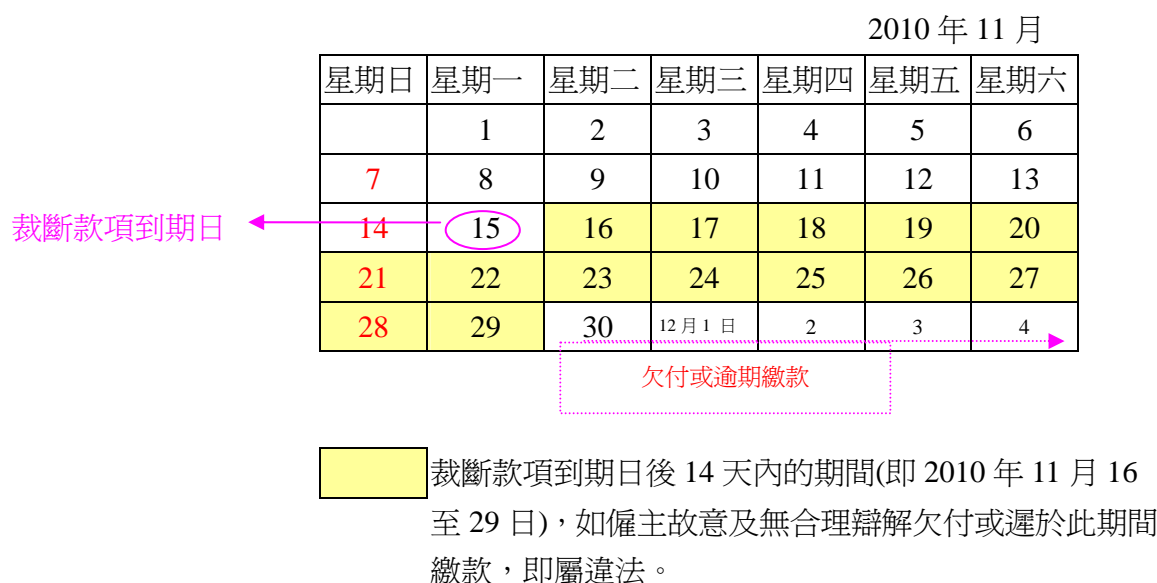 2010 年 11 月
星期日 星期一 星期二 星期三 星期四 星期五 星期六
1 2 3 4 5 6
7 8 9 10 11 12 13
裁斷款項到期日 14 15 16 17 18 19 20
21 22 23 24 25 26 27
28 29 30 12 月 1 日 2 3 4
欠付或逾期繳款
裁斷款項到期日後 14 天內的期間(即 2010 年 11 月 16
至 29 日)，如僱主故意及無合理辯解欠付或遲於此期間
繳款，即屬違法。